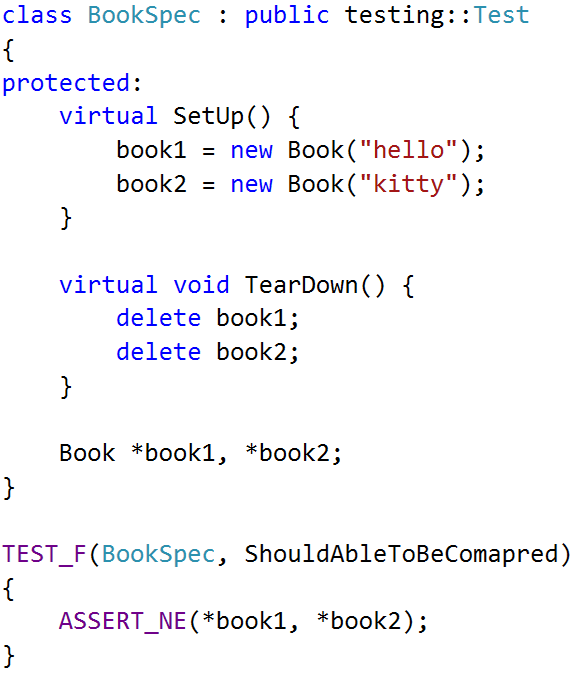 class BookSpec : public testing::Test
{
protected:
    virtual SetUp() {
        book1 = new Book("hello");
        book2 = new Book("kitty");
    }

    virtual void TearDown() {
        delete book1;
        delete book2;
    }

    Book *book1, *book2;
}

TEST_F(BookSpec, ShouldAbleToBeComapred)
{
    ASSERT_NE(*book1, *book2);
}